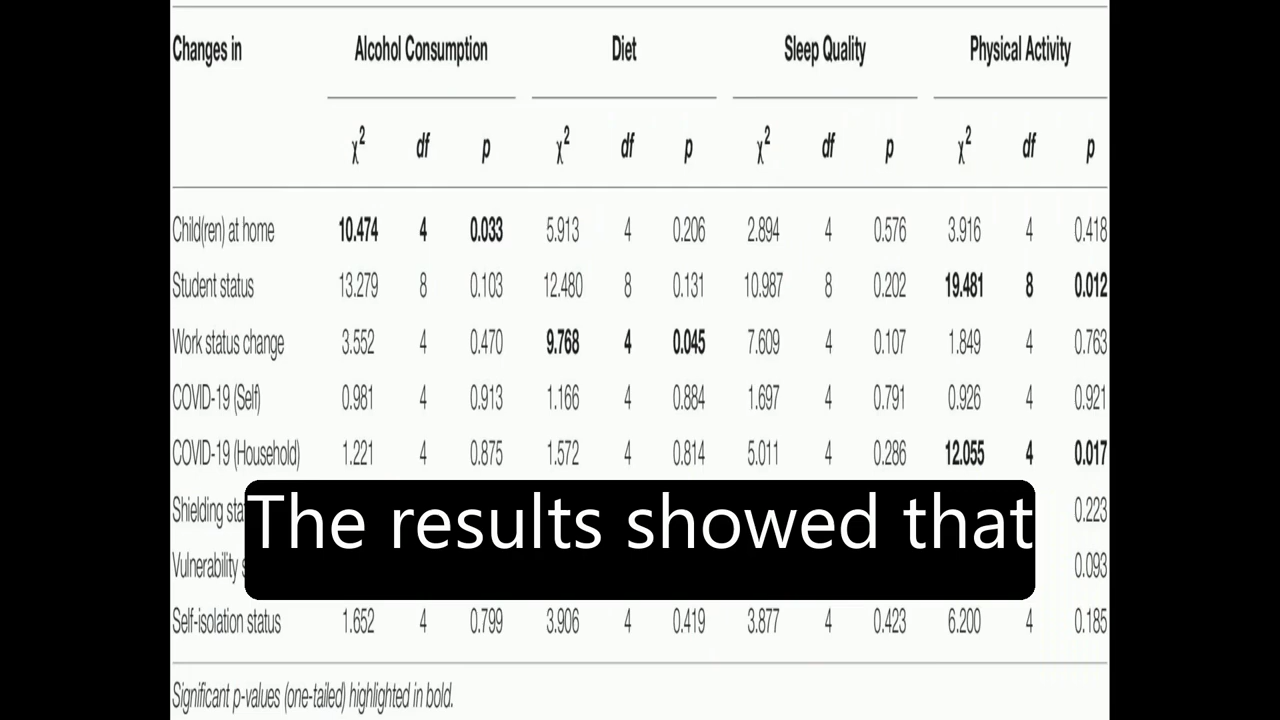 Changes in Alcohol Consumption Diet Sleep Quality Physical Activity
χ² df p χ² df p χ² df p χ² df p
Child(ren) at home 10.474 4 0.033 5.913 4 0.206 2.894 4 0.576 3.916 4 0.418
Student status 13.279 8 0.103 12.480 8 0.131 10.987 8 0.202 19.481 8 0.012
Work status change 3.552 4 0.470 9.768 4 0.045 7.609 4 0.107 1.849 4 0.763
COVID-19 (Self) 0.981 4 0.913 1.166 4 0.884 1.697 4 0.791 0.926 4 0.921
COVID-19 (Household) 1.221 4 0.875 1.572 4 0.814 5.011 4 0.286 12.055 4 0.017
Shielding 0.223
The results showed that
Vulnerability 0.093
Self-isolation status 1.652 4 0.799 3.906 4 0.419 3.877 4 0.423 6.200 4 0.185
Significant p-values (one-tailed) highlighted in bold.